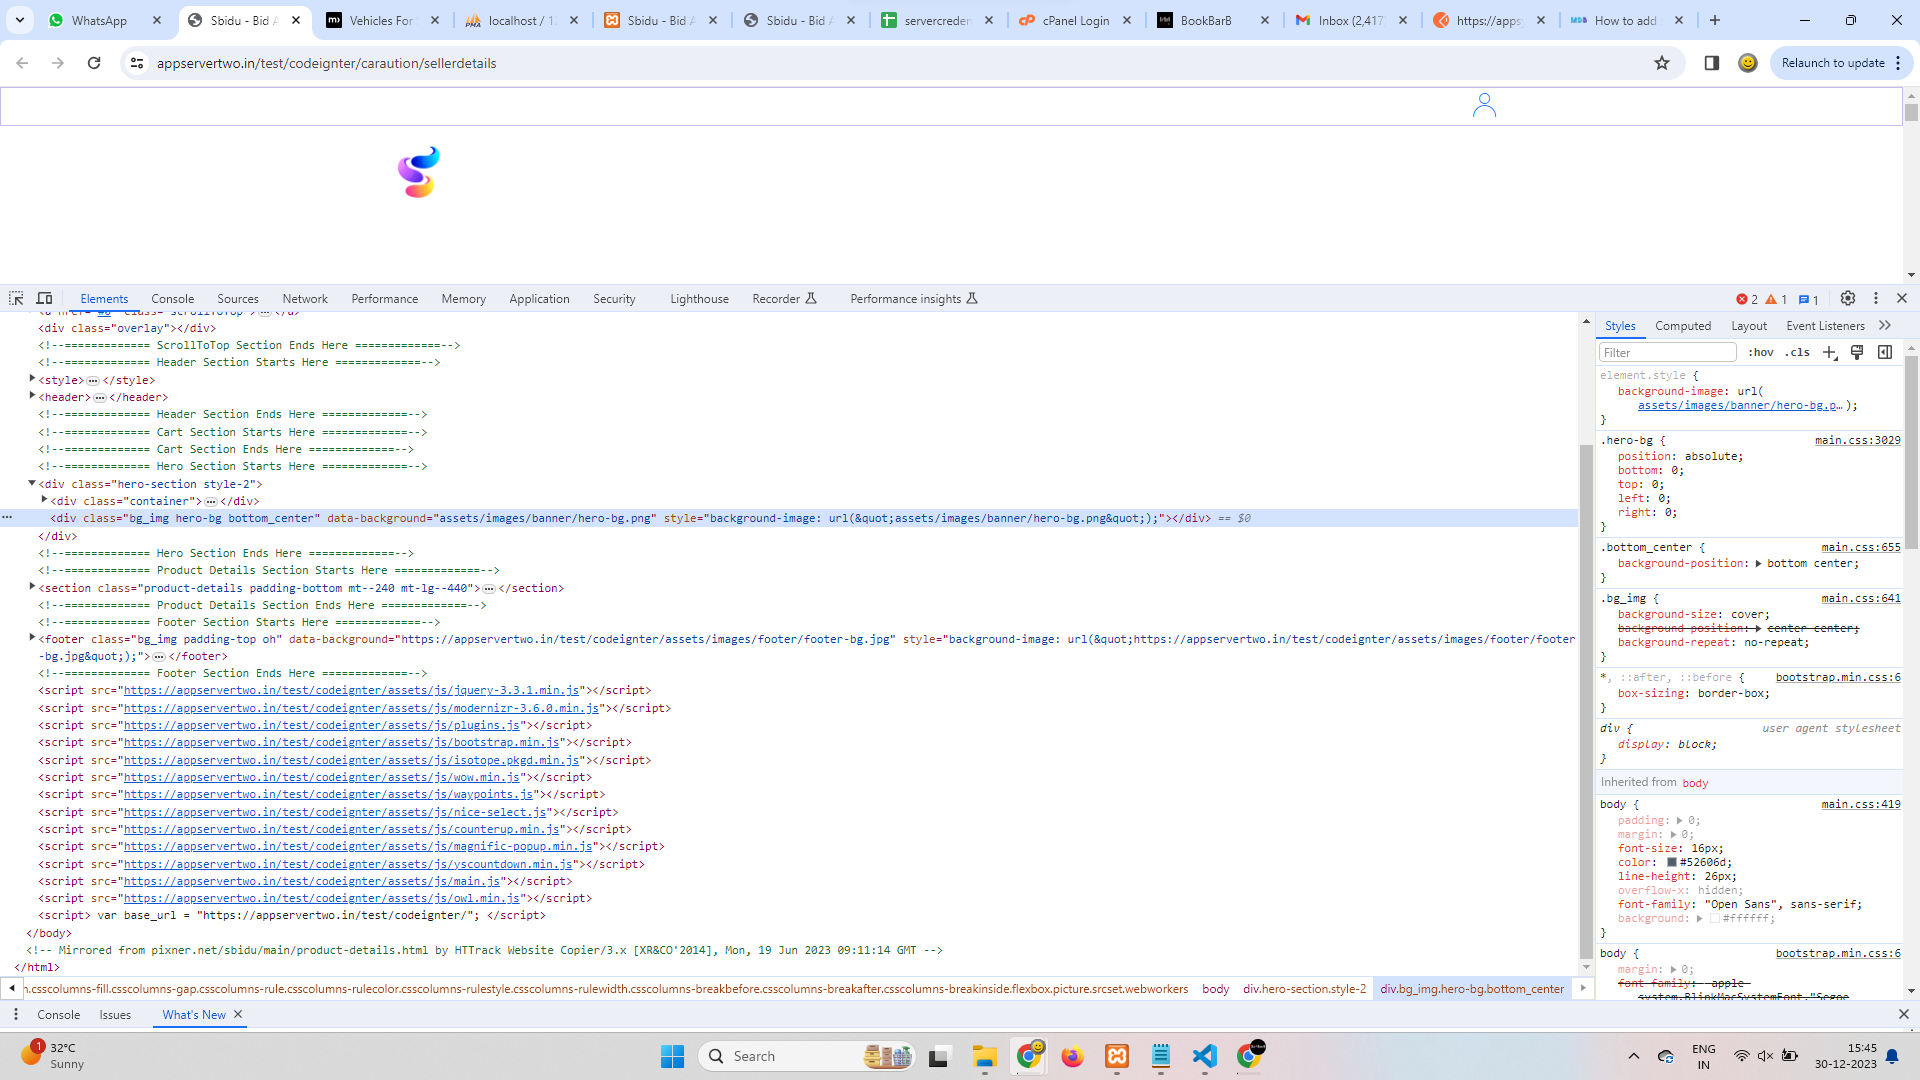 WhatsApp
Sbidu - Bid A
Vehicles For
localhost / 12
Sbidu - Bid A
Sbidu - Bid A
servercreden
cPanel Login
BookBarB
Inbox (2,417
https://apps
How to add
appservertwo.in/test/codeignter/caraution/sellerdetails
Relaunch to update
Elements Console Sources Network Performance Memory Application Security Lighthouse Recorder Performance insights 2 1 1
<div class="overlay"></div>
<!--============= ScrollToTop Section Ends Here =============-->
<!--============= Header Section Starts Here =============-->
<style> … </style>
<header> … </header>
<!--============= Header Section Ends Here =============-->
<!--============= Cart Section Starts Here =============-->
<!--============= Cart Section Ends Here =============-->
<!--============= Hero Section Starts Here =============-->
<div class="hero-section style-2">
<div class="container"> … </div>
<div class="bg_img hero-bg bottom_center" data-background="assets/images/banner/hero-bg.png" style="background-image: url(&quot;assets/images/banner/hero-bg.png&quot;);"></div> == $0
</div>
<!--============= Hero Section Ends Here =============-->
<!--============= Product Details Section Starts Here =============-->
<section class="product-details padding-bottom mt--240 mt-lg--440"> … </section>
<!--============= Product Details Section Ends Here =============-->
<!--============= Footer Section Starts Here =============-->
<footer class="bg_img padding-top oh" data-background="https://appservertwo.in/test/codeignter/assets/images/footer/footer-bg.jpg" style="background-image: url(&quot;https://appservertwo.in/test/codeignter/assets/images/footer/footer
-bg.jpg&quot;);"> … </footer>
<!--============= Footer Section Ends Here =============-->
<script src="https://appservertwo.in/test/codeignter/assets/js/jquery-3.3.1.min.js"></script>
<script src="https://appservertwo.in/test/codeignter/assets/js/modernizr-3.6.0.min.js"></script>
<script src="https://appservertwo.in/test/codeignter/assets/js/plugins.js"></script>
<script src="https://appservertwo.in/test/codeignter/assets/js/bootstrap.min.js"></script>
<script src="https://appservertwo.in/test/codeignter/assets/js/isotope.pkgd.min.js"></script>
<script src="https://appservertwo.in/test/codeignter/assets/js/wow.min.js"></script>
<script src="https://appservertwo.in/test/codeignter/assets/js/waypoints.js"></script>
<script src="https://appservertwo.in/test/codeignter/assets/js/nice-select.js"></script>
<script src="https://appservertwo.in/test/codeignter/assets/js/counterup.min.js"></script>
<script src="https://appservertwo.in/test/codeignter/assets/js/magnific-popup.min.js"></script>
<script src="https://appservertwo.in/test/codeignter/assets/js/yscountdown.min.js"></script>
<script src="https://appservertwo.in/test/codeignter/assets/js/main.js"></script>
<script src="https://appservertwo.in/test/codeignter/assets/js/owl.min.js"></script>
<script> var base_url = "https://appservertwo.in/test/codeignter/"; </script>
</body>
<!-- Mirrored from pixner.net/sbidu/main/product-details.html by HTTrack Website Copier/3.x [XR&CO'2014], Mon, 19 Jun 2023 09:11:14 GMT -->
</html>
Styles Computed Layout Event Listeners
Filter :hov .cls
element.style {
background-image: url(
assets/images/banner/hero-bg.p… );
}
.hero-bg { main.css:3029
position: absolute;
bottom: 0;
top: 0;
left: 0;
right: 0;
}
.bottom_center { main.css:655
background-position: bottom center;
}
.bg_img { main.css:641
background-size: cover;
background-position: center center;
background-repeat: no-repeat;
}
*, ::after, ::before { bootstrap.min.css:6
box-sizing: border-box;
}
div { user agent stylesheet
display: block;
}
Inherited from body
body { main.css:419
padding: 0;
margin: 0;
font-size: 16px;
color: #52606d;
line-height: 26px;
overflow-x: hidden;
font-family: "Open Sans", sans-serif;
background: #ffffff;
}
body { bootstrap.min.css:6
margin: 0;
font-family: -apple-
system,BlinkMacSystemFont,"Segoe
n.csscolumns-fill.csscolumns-gap.csscolumns-rule.csscolumns-rulecolor.csscolumns-rulestyle.csscolumns-rulewidth.csscolumns-breakbefore.csscolumns-breakafter.csscolumns-breakinside.flexbox.picture.srcset.webworkers body div.hero-section.style-2 div.bg_img.hero-bg.bottom_center
Console Issues What's New
1
32°C
Sunny
Search
ENG
IN
15:45
30-12-2023